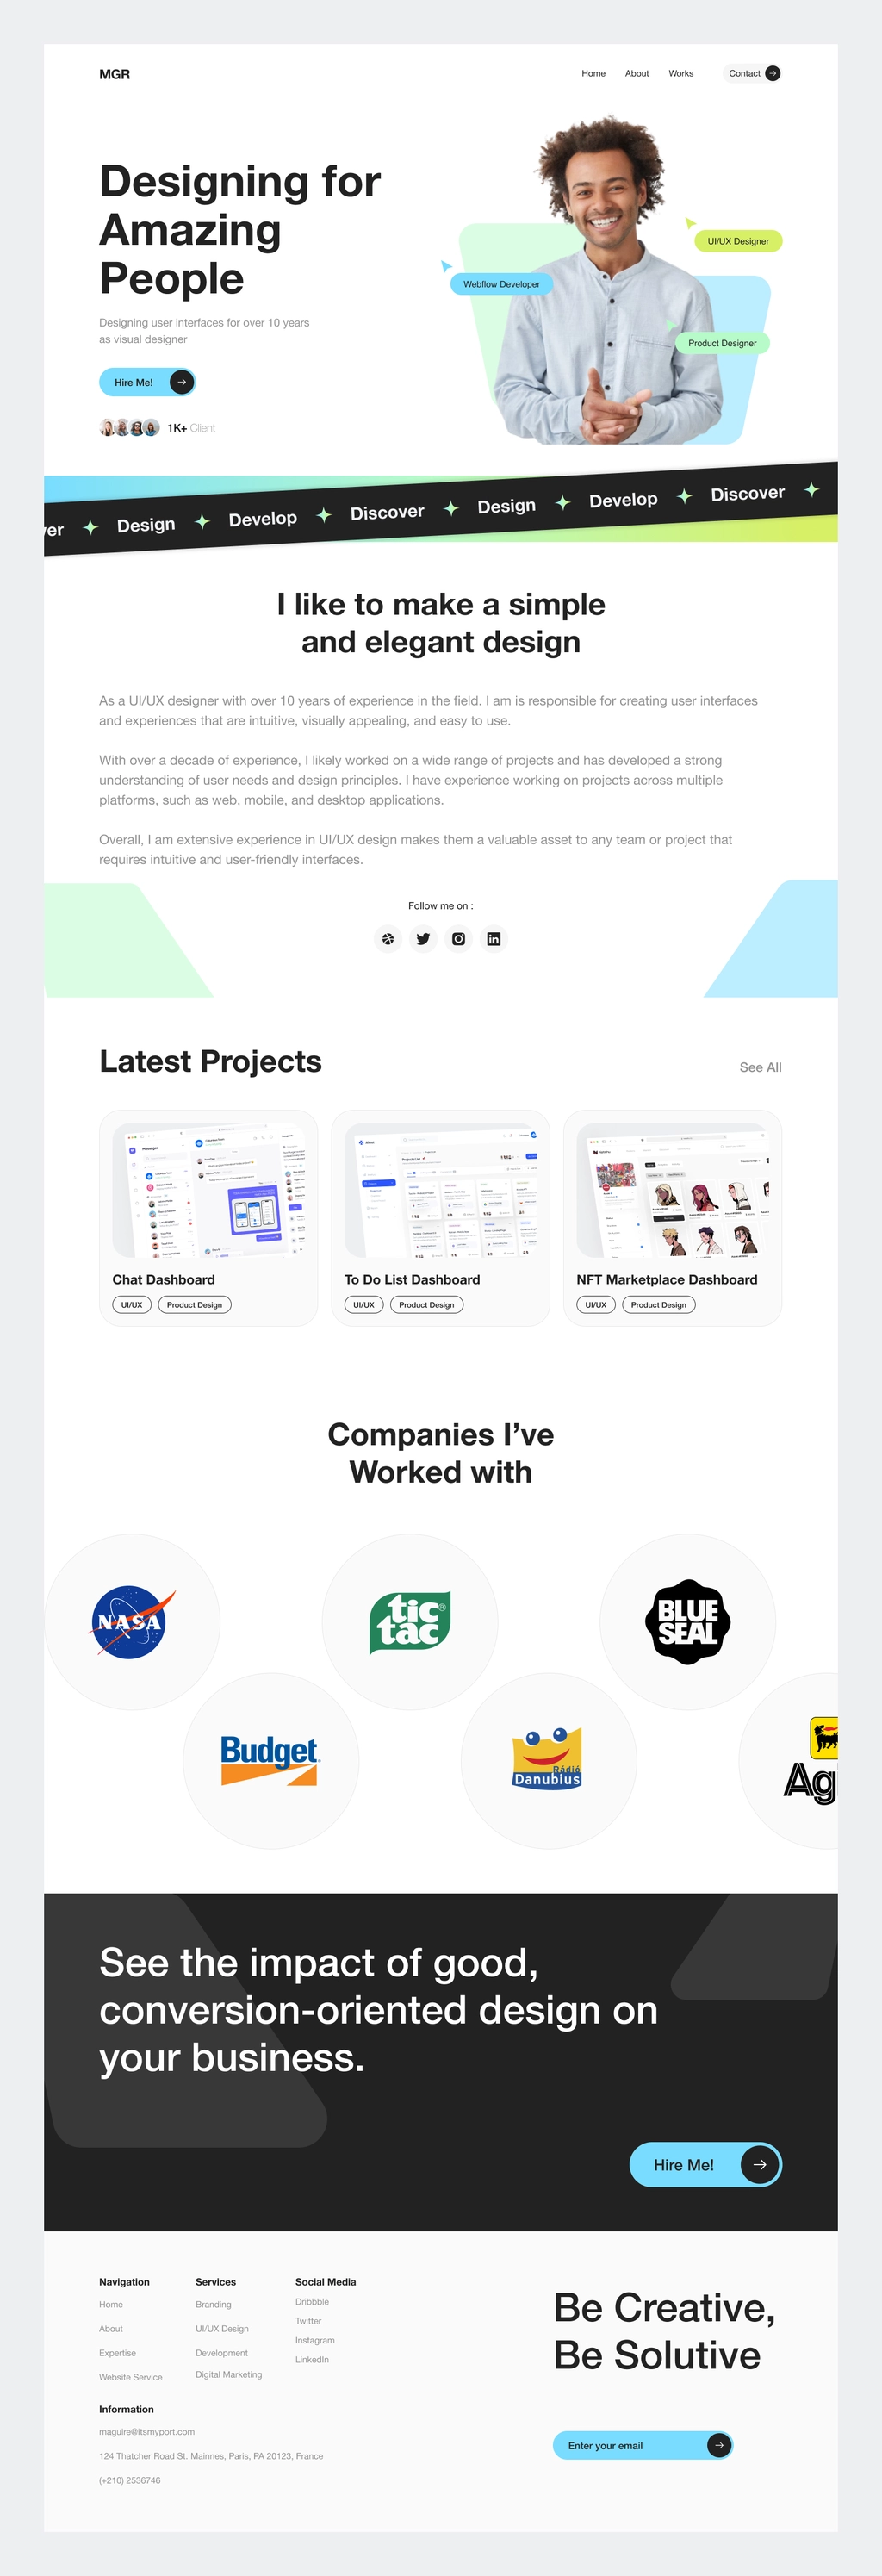 MGR
Home About Works Contact
Designing for
Amazing
People
Designing user interfaces for over 10 years
as visual designer
Hire Me!
1K+ Client
UI/UX Designer
Webflow Developer
Product Designer
ver Design Develop Discover Design Develop Discover
I like to make a simple
and elegant design
As a UI/UX designer with over 10 years of experience in the field. I am is responsible for creating user interfaces
and experiences that are intuitive, visually appealing, and easy to use.
With over a decade of experience, I likely worked on a wide range of projects and has developed a strong
understanding of user needs and design principles. I have experience working on projects across multiple
platforms, such as web, mobile, and desktop applications.
Overall, I am extensive experience in UI/UX design makes them a valuable asset to any team or project that
requires intuitive and user-friendly interfaces.
Follow me on :
in
Latest Projects
See All
Messages
Chat Dashboard
UI/UX Product Design
To Do List Dashboard
UI/UX Product Design
NFT Marketplace Dashboard
UI/UX Product Design
Companies I’ve
Worked with
NASA
tic
tac®
BLUE
SEAL
Budget
Rádió
Danubius
Ag
See the impact of good,
conversion-oriented design on
your business.
Hire Me!
Navigation
Home
About
Expertise
Website Service
Services
Branding
UI/UX Design
Development
Digital Marketing
Social Media
Dribbble
Twitter
Instagram
LinkedIn
Information
maguire@itsmyport.com
124 Thatcher Road St. Mainnes, Paris, PA 20123, France
(+210) 2536746
Be Creative,
Be Solutive
Enter your email